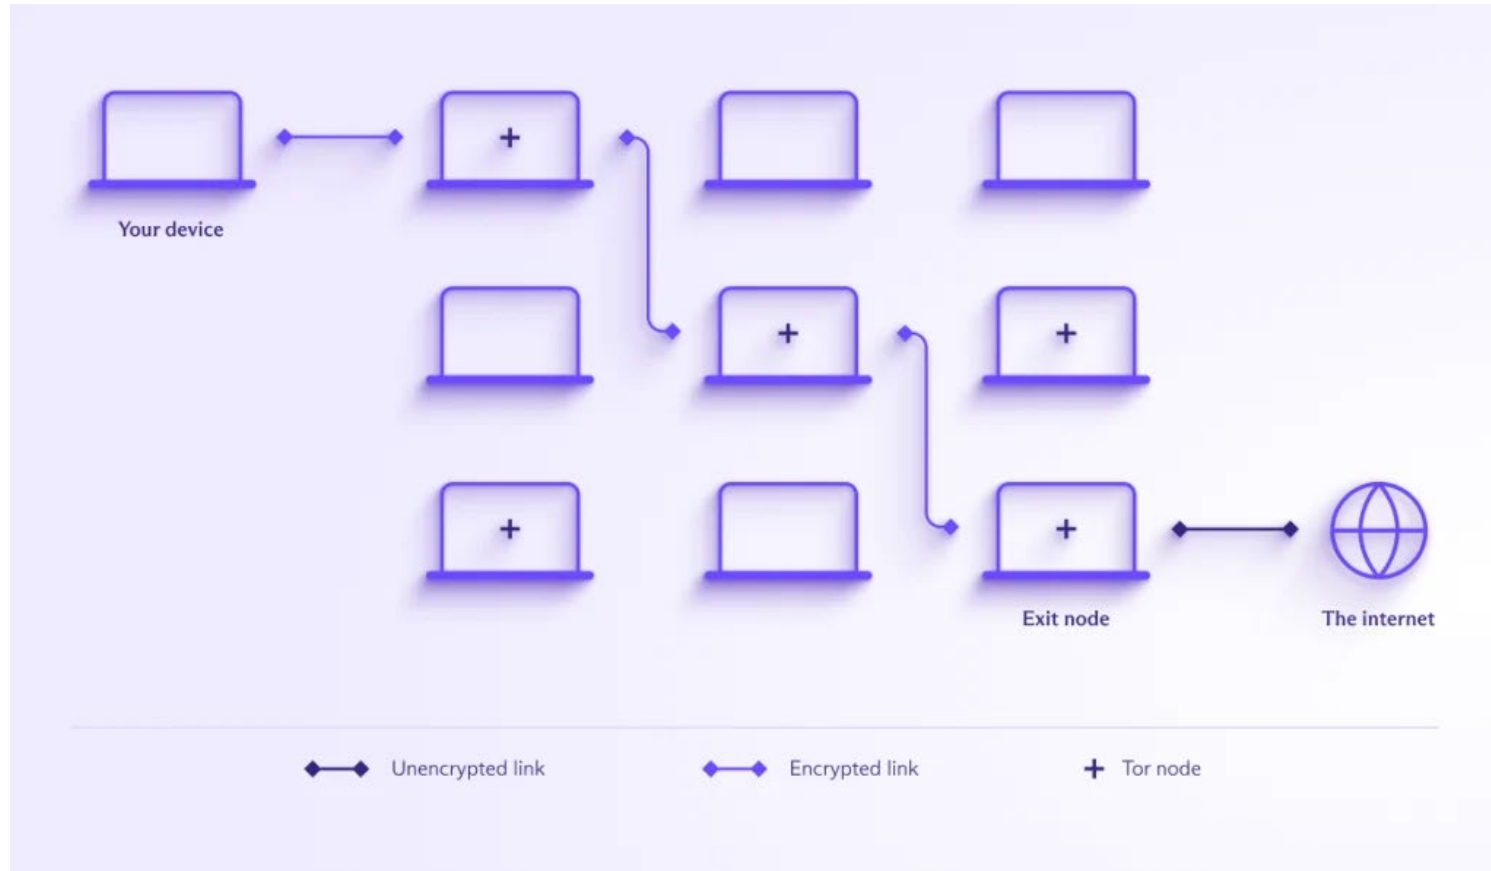 Your device
Exit node
The internet
Unencrypted link
Encrypted link
Tor node